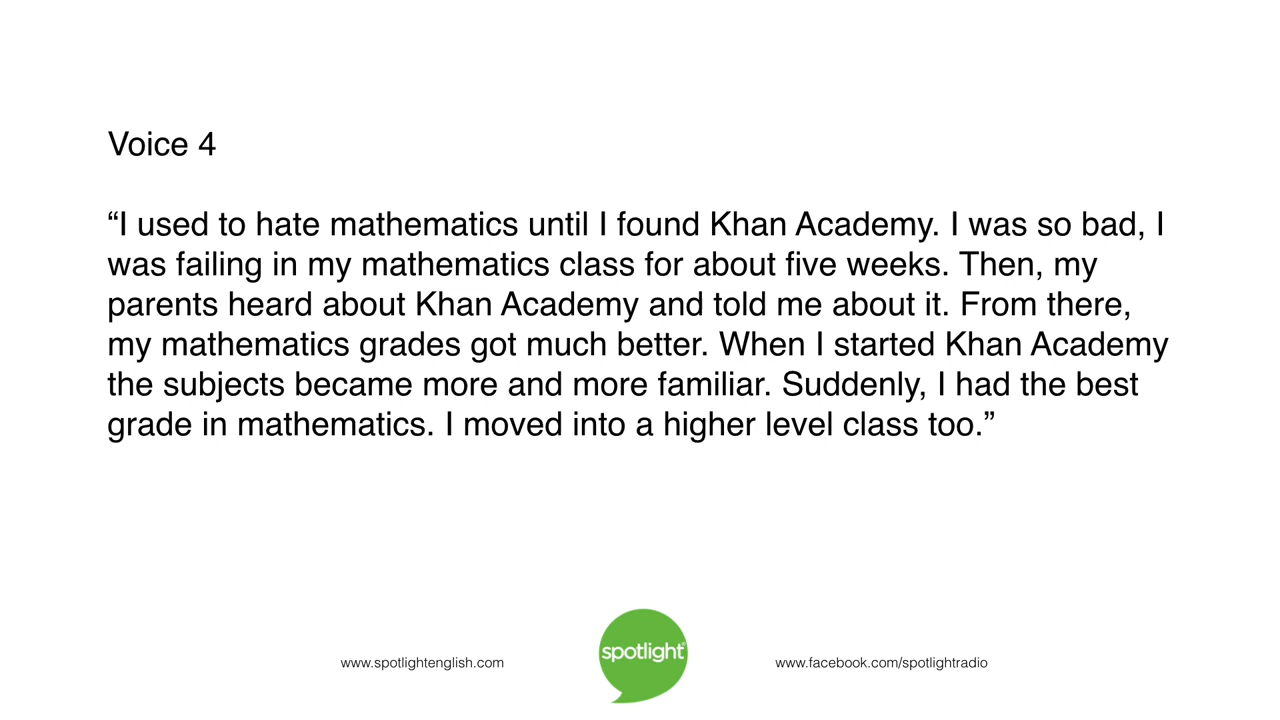 Voice 4
“I used to hate mathematics until I found Khan Academy. I was so bad, I
was failing in my mathematics class for about five weeks. Then, my
parents heard about Khan Academy and told me about it. From there,
my mathematics grades got much better. When I started Khan Academy
the subjects became more and more familiar. Suddenly, I had the best
grade in mathematics. I moved into a higher level class too.”
www.spotlightenglish.com
spotlight®
www.facebook.com/spotlightradio